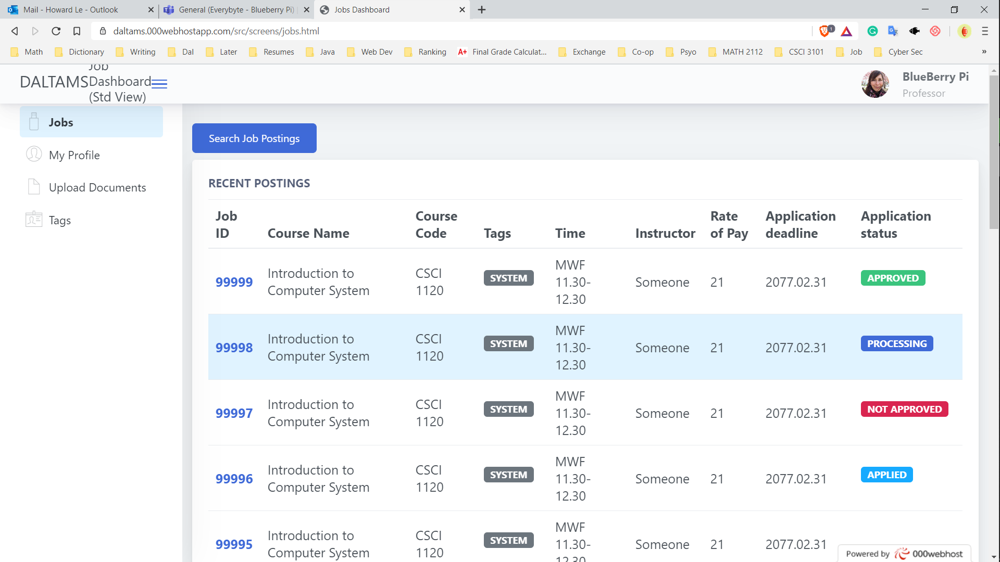 Mail - Howard Le - Outlook
General (Everybyte - Blueberry Pi)
Jobs Dashboard
daltams.000webhostapp.com/src/screens/jobs.html
1
Math
Dictionary
Writing
Dal
Later
Resumes
Java
Web Dev
Ranking
A+ Final Grade Calculat...
Exchange
Co-op
Psyo
MATH 2112
CSCI 3101
Job
Cyber Sec
»
DALTAMS
Job
Dashboard
(Std View)
BlueBerry Pi
Professor
Jobs
My Profile
Upload Documents
Tags
Search Job Postings
RECENT POSTINGS
Job
ID
Course Name
Course
Code
Tags
Time
Instructor
Rate
of Pay
Application
deadline
Application
status
99999
Introduction to
Computer System
CSCI
1120
SYSTEM
MWF
11.30-
12.30
Someone
21
2077.02.31
APPROVED
99998
Introduction to
Computer System
CSCI
1120
SYSTEM
MWF
11.30-
12.30
Someone
21
2077.02.31
PROCESSING
99997
Introduction to
Computer System
CSCI
1120
SYSTEM
MWF
11.30-
12.30
Someone
21
2077.02.31
NOT APPROVED
99996
Introduction to
Computer System
CSCI
1120
SYSTEM
MWF
11.30-
12.30
Someone
21
2077.02.31
APPLIED
99995
Introduction to
Computer System
CSCI
1120
SYSTEM
MWF
11.30-
12.30
Someone
21
2077.02.31
Powered by 000webhost